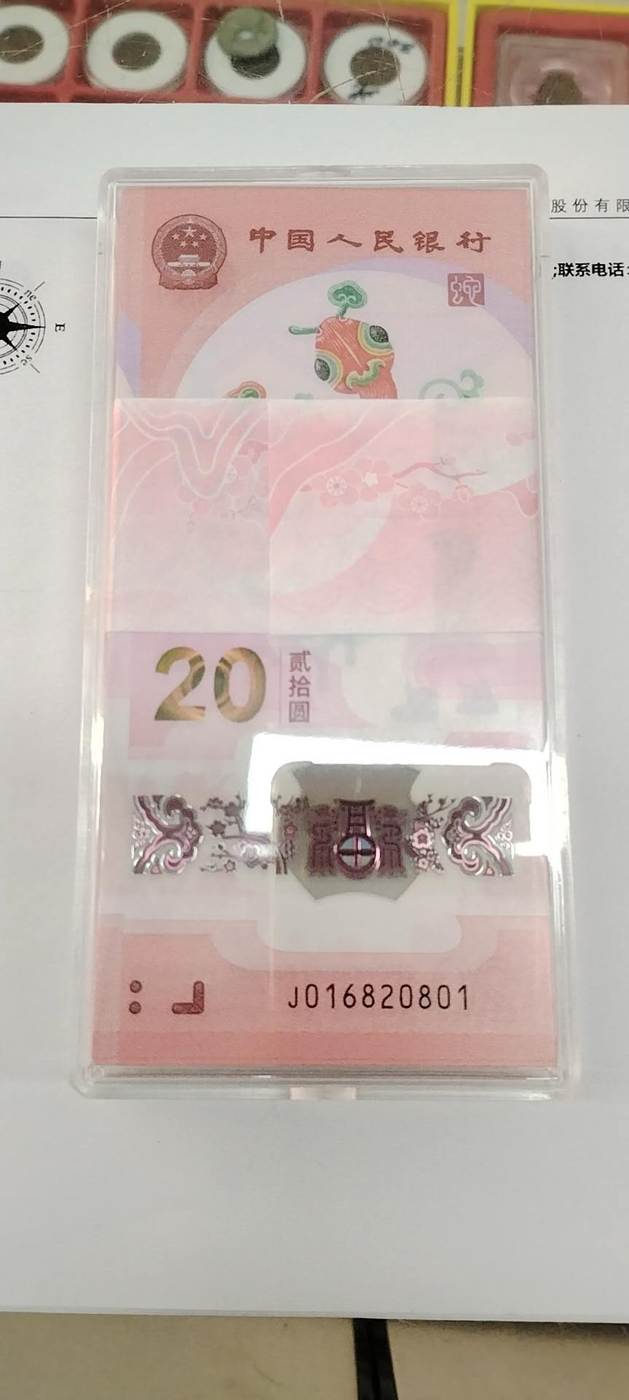 股份有限
中国人民银行
蛇
;联系电话:
E
20
贰拾圆
J016820801